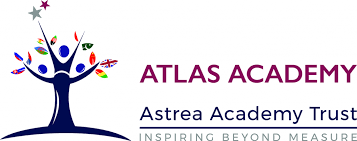 ATLAS ACADEMY
Astrea Academy Trust
INSPIRING BEYOND MEASURE